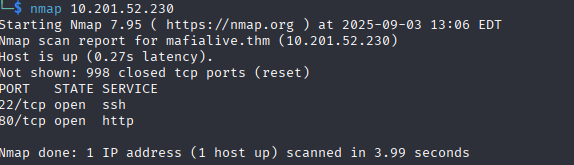 └─$ nmap 10.201.52.230
Starting Nmap 7.95 ( https://nmap.org ) at 2025-09-03 13:06 EDT
Nmap scan report for mafialive.thm (10.201.52.230)
Host is up (0.27s latency).
Not shown: 998 closed tcp ports (reset)
PORT   STATE SERVICE
22/tcp open  ssh
80/tcp open  http
Nmap done: 1 IP address (1 host up) scanned in 3.99 seconds